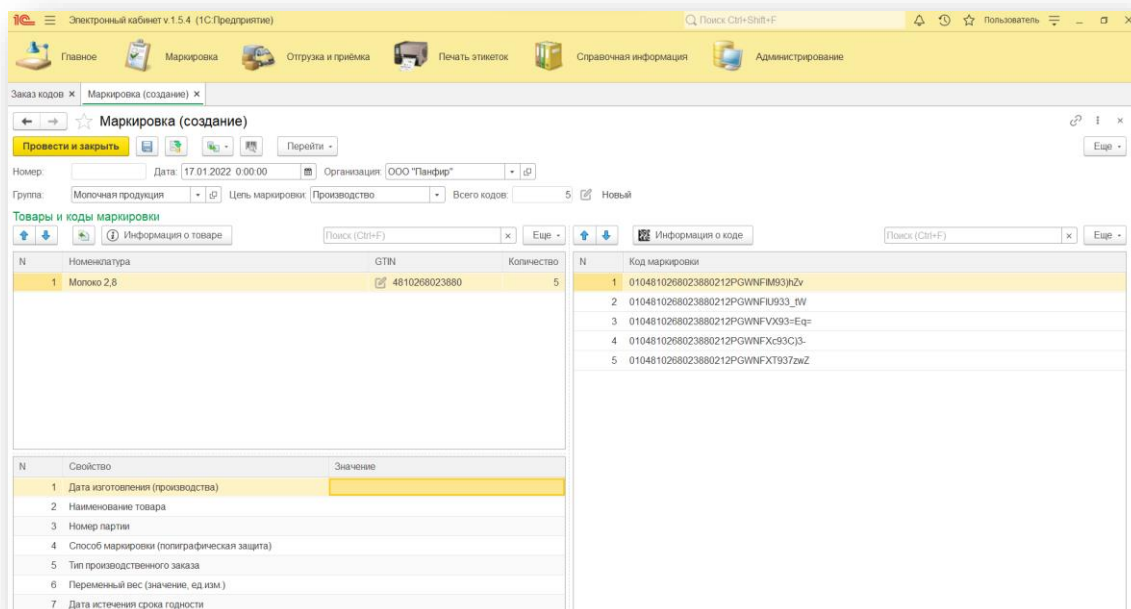 1С Электронный кабинет v.1.5.4 (1С:Предприятие) Поиск Ctrl+Shift+F Пользователь
Главное Маркировка Отгрузка и приёмка Печать этикеток Справочная информация Администрирование
Заказ кодов × Маркировка (создание) ×
Маркировка (создание)
Провести и закрыть Перейти Еще
Номер: Дата: 17.01.2022 0:00:00 Организация: ООО "Панфир"
Группа: Молочная продукция Цель маркировки: Производство Всего кодов: 5 Новый
Товары и коды маркировки
Информация о товаре Поиск (Ctrl+F) × Еще Информация о коде Поиск (Ctrl+F) × Еще
N Номенклатура GTIN Количество N Код маркировки
1 Молоко 2,8 4810268023880 5 1 0104810268023880212PGWNFIM93)hZv
2 0104810268023880212PGWNFIU933_tW
3 0104810268023880212PGWNFVX93=Eq=
4 0104810268023880212PGWNFXc93C)3-
5 0104810268023880212PGWNFXT937zwZ
N Свойство Значение
1 Дата изготовления (производства)
2 Наименование товара
3 Номер партии
4 Способ маркировки (полиграфическая защита)
5 Тип производственного заказа
6 Переменный вес (значение, ед.изм.)
7 Дата истечения срока годности